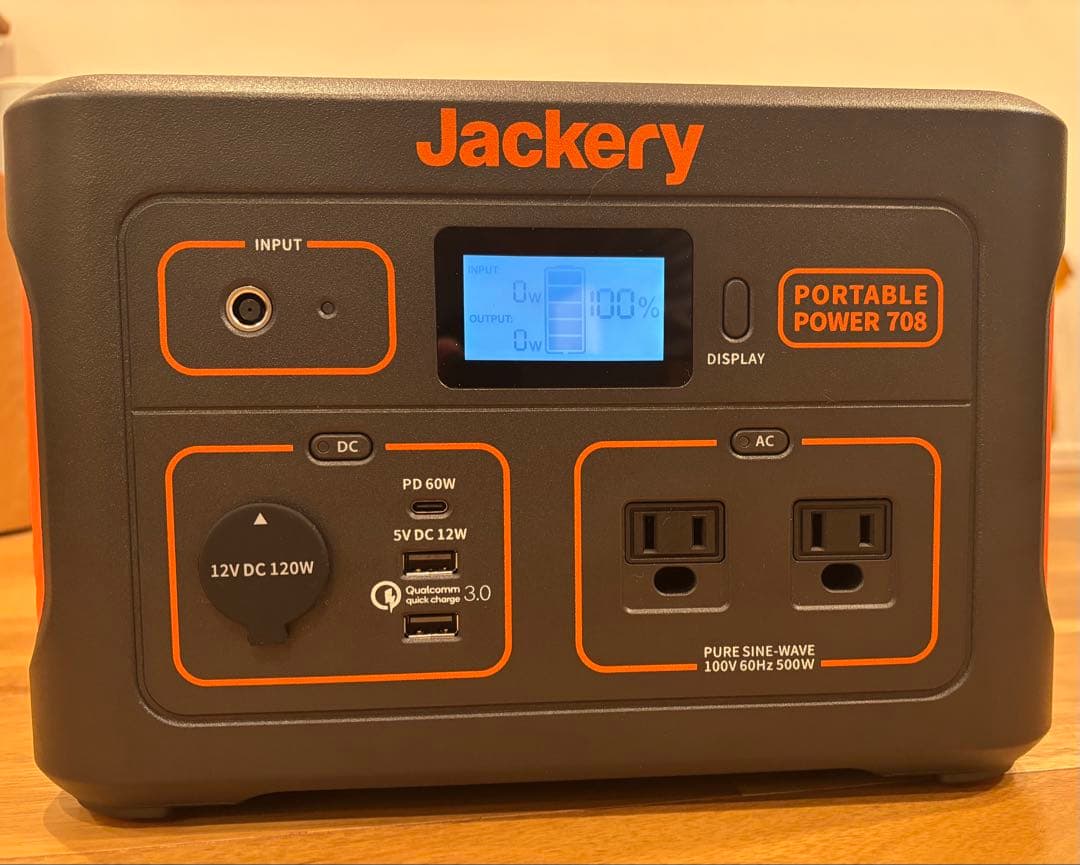 Jackery
INPUT
INPUT:
0W
100%
OUTPUT:
0W
DISPLAY
PORTABLE
POWER 708
DC
PD 60W
5V DC 12W
12V DC 120W
Qualcomm
quick charge 3.0
AC
PURE SINE-WAVE
100V 60Hz 500W